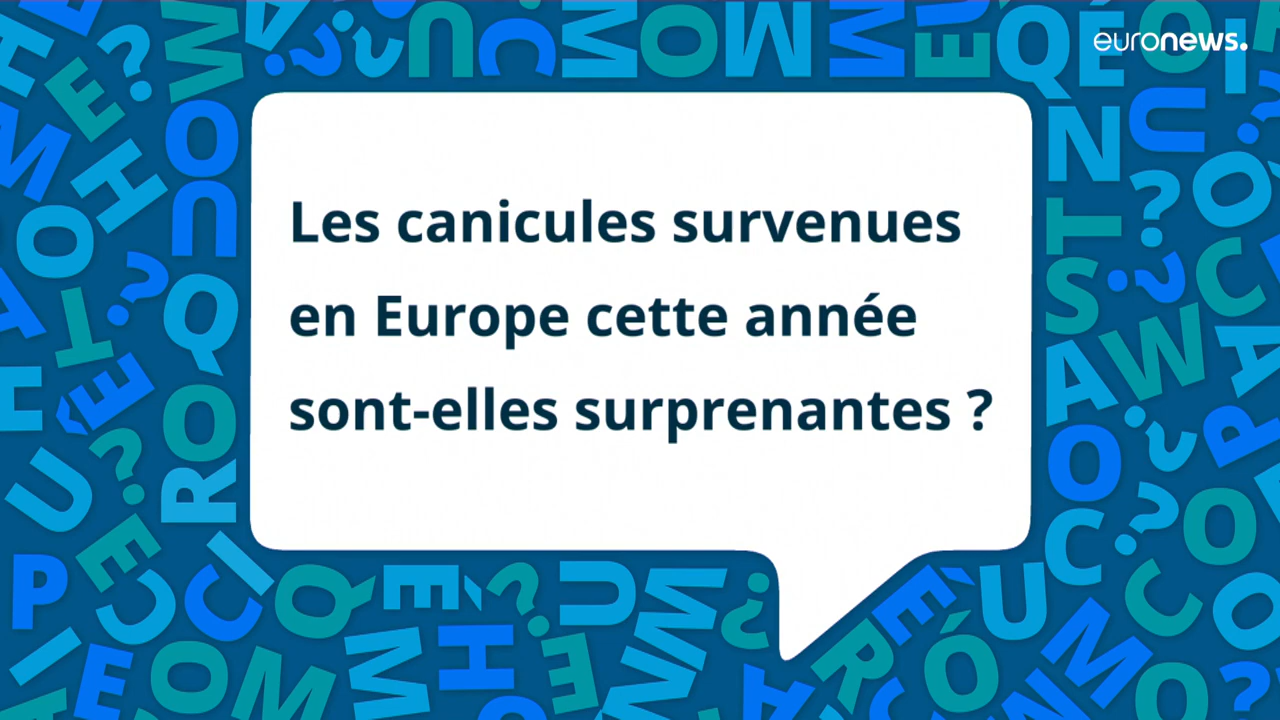 euronews.
Les canicules survenues
en Europe cette année
sont-elles surprenantes ?